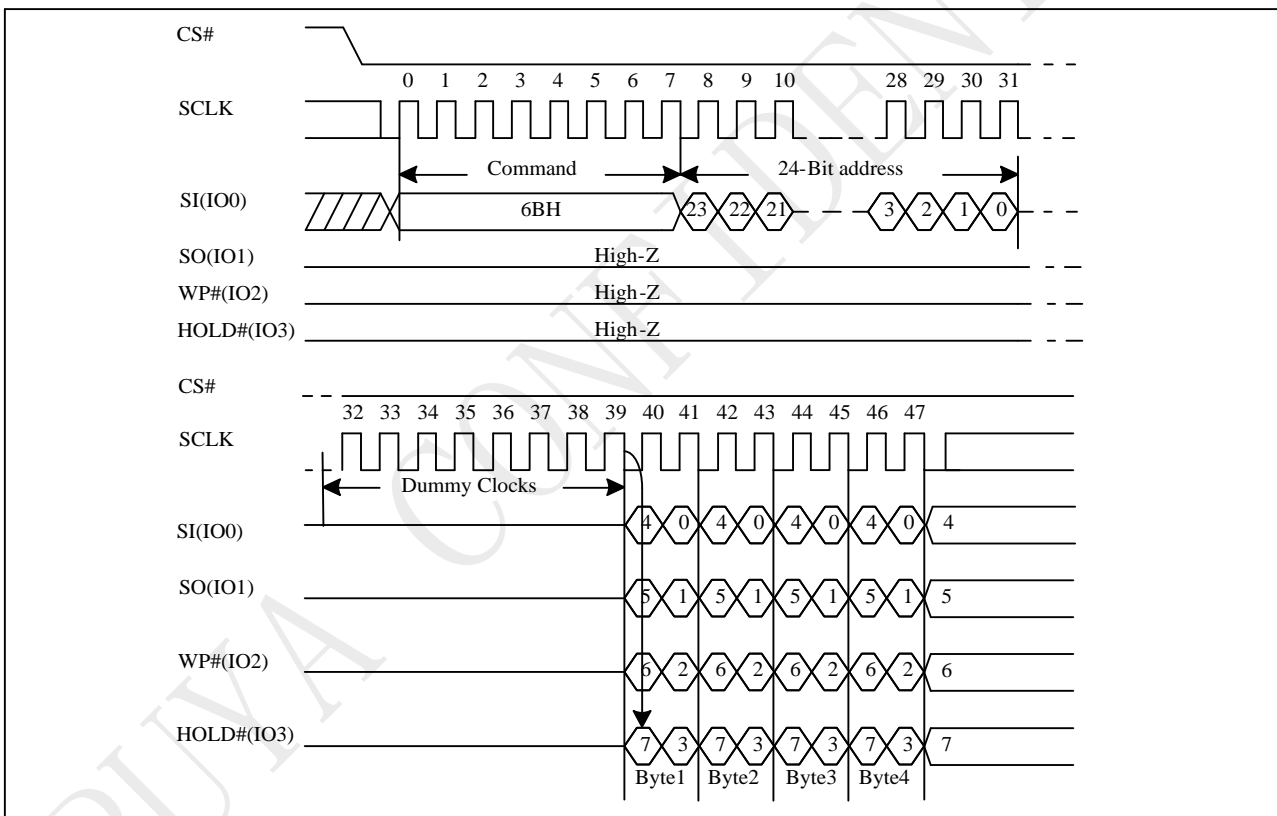 CS#
0 1 2 3 4 5 6 7 8 9 10 28 29 30 31
SCLK
Command 24-Bit address
SI(IO0) 6BH 23 22 21 3 2 1 0
SO(IO1) High-Z
WP#(IO2) High-Z
HOLD#(IO3) High-Z
CS#
32 33 34 35 36 37 38 39 40 41 42 43 44 45 46 47
SCLK
Dummy Clocks
SI(IO0) 4 0 4 0 4 0 4 0 4
SO(IO1) 5 1 5 1 5 1 5 1 5
WP#(IO2) 6 2 6 2 6 2 6 2 6
HOLD#(IO3) 7 3 7 3 7 3 7 3 7
Byte1 Byte2 Byte3 Byte4
PUYA CONFIDEN